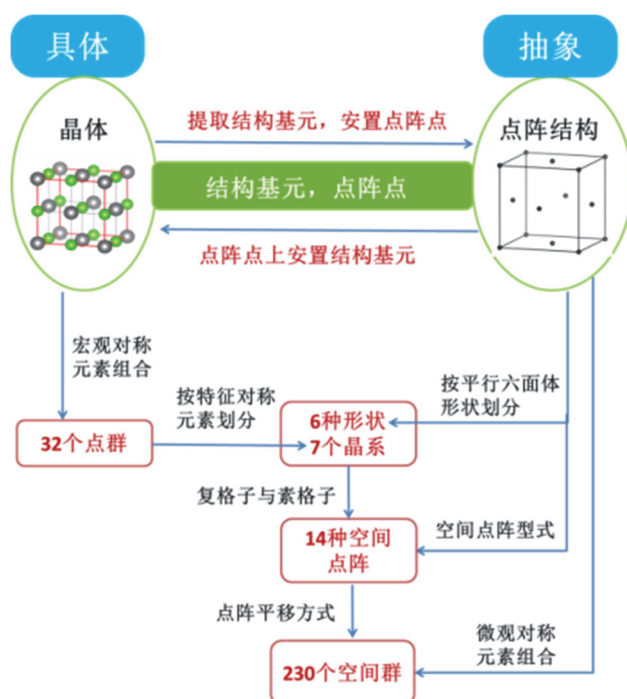 具体
抽象
晶体
提取结构基元，安置点阵点
点阵结构
结构基元，点阵点
点阵点上安置结构基元
宏观对称
元素组合
按特征对称
元素划分
按平行六面体
形状划分
32个点群
6种形状
7个晶系
复格子与素格子
14种空间
点阵
空间点阵型式
点阵平移方式
微观对称
元素组合
230个空间群